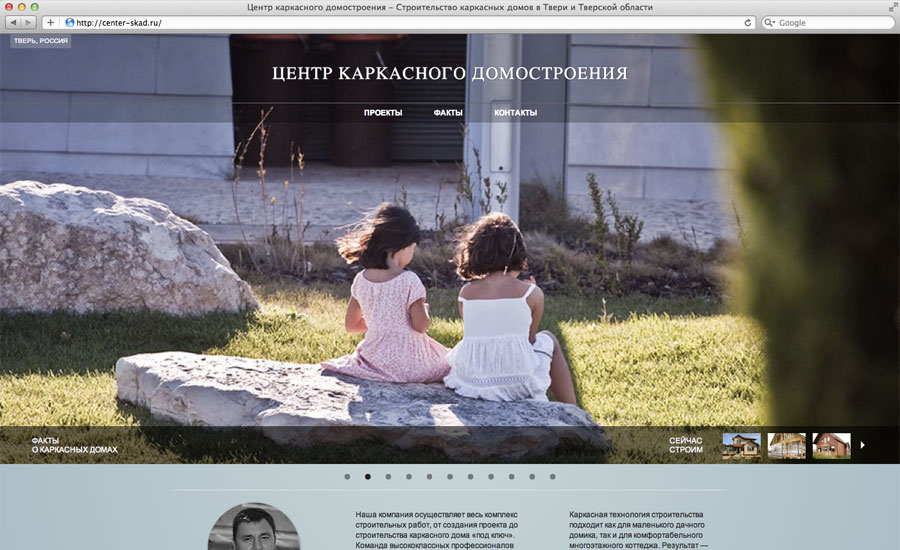 Центр каркасного домостроения – Строительство каркасных домов в Твери и Тверской области
http://center-skad.ru/
Google
ТВЕРЬ, РОССИЯ
ЦЕНТР КАРКАСНОГО ДОМОСТРОЕНИЯ
ПРОЕКТЫ ФАКТЫ КОНТАКТЫ
ФАКТЫ
О КАРКАСНЫХ ДОМАХ
СЕЙЧАС
СТРОИМ
Наша компания осуществляет весь комплекс
строительных работ, от создания проекта до
строительства каркасного дома «под ключ».
Команда высококлассных профессионалов
Каркасная технология строительства
подходит как для маленького дачного
домика, так и для комфортабельного
многоэтажного коттеджа. Результат —